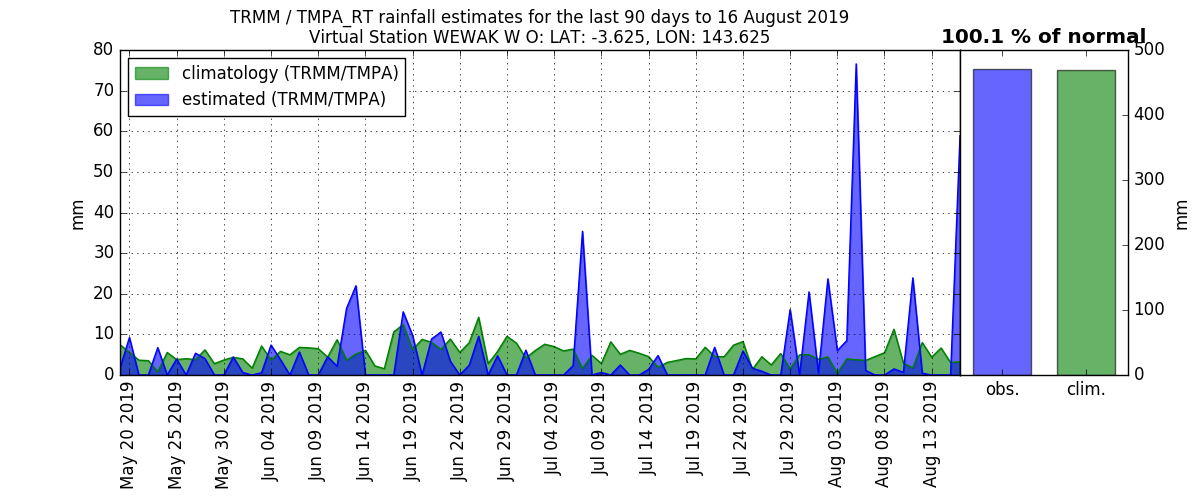 TRMM / TMPA_RT rainfall estimates for the last 90 days to 16 August 2019
Virtual Station WEWAK W O: LAT: -3.625, LON: 143.625
100.1 % of normal
climatology (TRMM/TMPA)
estimated (TRMM/TMPA)
mm
80
70
60
50
40
30
20
10
0
May 20 2019
May 25 2019
May 30 2019
Jun 04 2019
Jun 09 2019
Jun 14 2019
Jun 19 2019
Jun 24 2019
Jun 29 2019
Jul 04 2019
Jul 09 2019
Jul 14 2019
Jul 19 2019
Jul 24 2019
Jul 29 2019
Aug 03 2019
Aug 08 2019
Aug 13 2019
obs.
clim.
500
400
300
200
100
0
mm